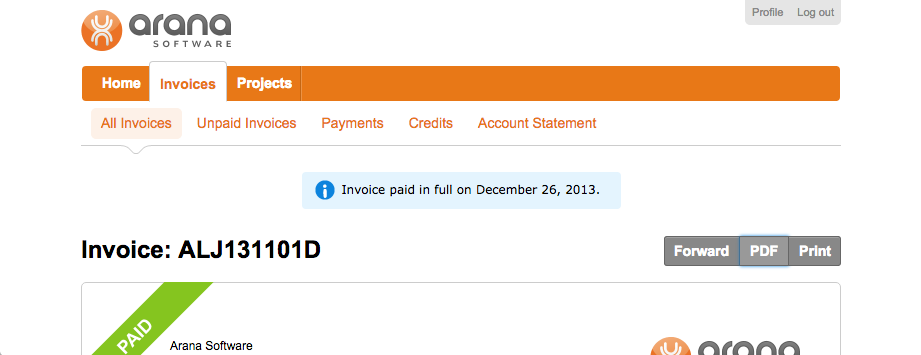 arana
SOFTWARE
Profile Log out
Home Invoices Projects
All Invoices Unpaid Invoices Payments Credits Account Statement
Invoice paid in full on December 26, 2013.
Invoice: ALJ131101D
Forward PDF Print
PAID
Arana Software
arana